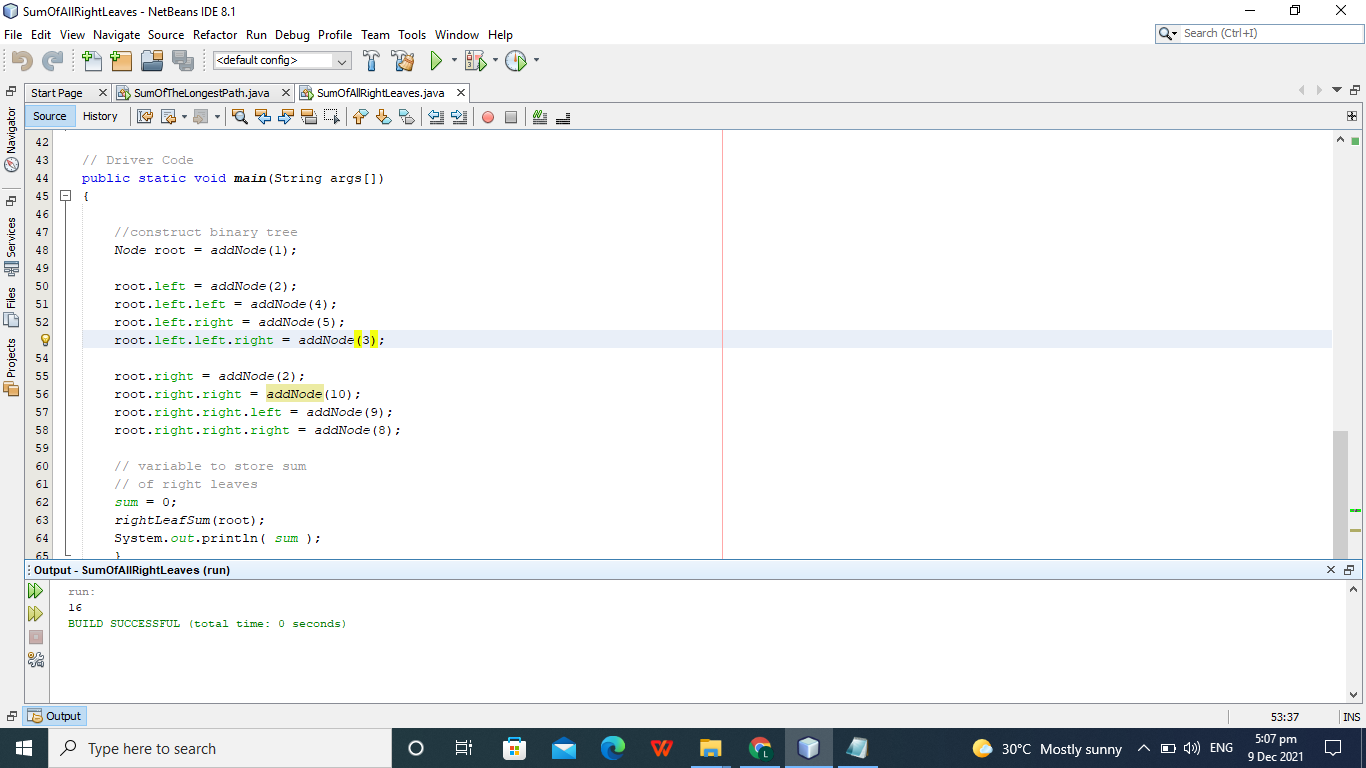 SumOfAllRightLeaves - NetBeans IDE 8.1
File Edit View Navigate Source Refactor Run Debug Profile Team Tools Window Help
Search (Ctrl+I)
<default config>
Start Page SumOfTheLongestPath.java SumOfAllRightLeaves.java
Source History
Navigator
Services
Files
Projects
42
43 // Driver Code
44 public static void main(String args[])
45 {
46
47 //construct binary tree
48 Node root = addNode(1);
49
50 root.left = addNode(2);
51 root.left.left = addNode(4);
52 root.left.right = addNode(5);
root.left.left.right = addNode(3);
54
55 root.right = addNode(2);
56 root.right.right = addNode(10);
57 root.right.right.left = addNode(9);
58 root.right.right.right = addNode(8);
59
60 // variable to store sum
61 // of right leaves
62 sum = 0;
63 rightLeafSum(root);
64 System.out.println( sum );
65 }
Output - SumOfAllRightLeaves (run)
run:
16
BUILD SUCCESSFUL (total time: 0 seconds)
Output
53:37 INS
Type here to search
30°C Mostly sunny
ENG
5:07 pm
9 Dec 2021